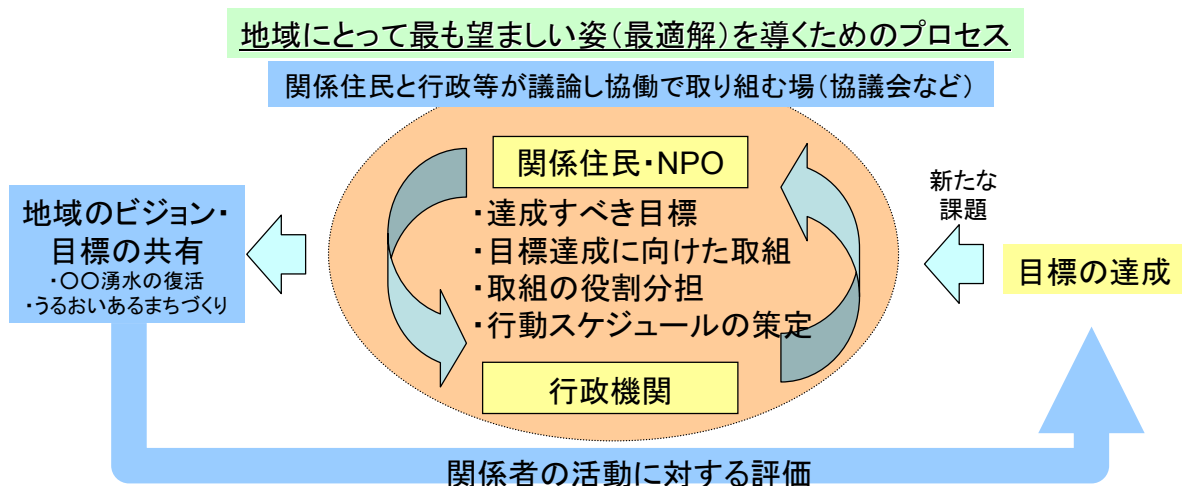 地域にとって最も望ましい姿(最適解)を導くためのプロセス
関係住民と行政等が議論し協働で取り組む場(協議会など)
関係住民・NPO
・達成すべき目標
・目標達成に向けた取組
・取組の役割分担
・行動スケジュールの策定
行政機関
地域のビジョン・
目標の共有
・〇〇湧水の復活
・うるおいあるまちづくり
新たな
課題
目標の達成
関係者の活動に対する評価